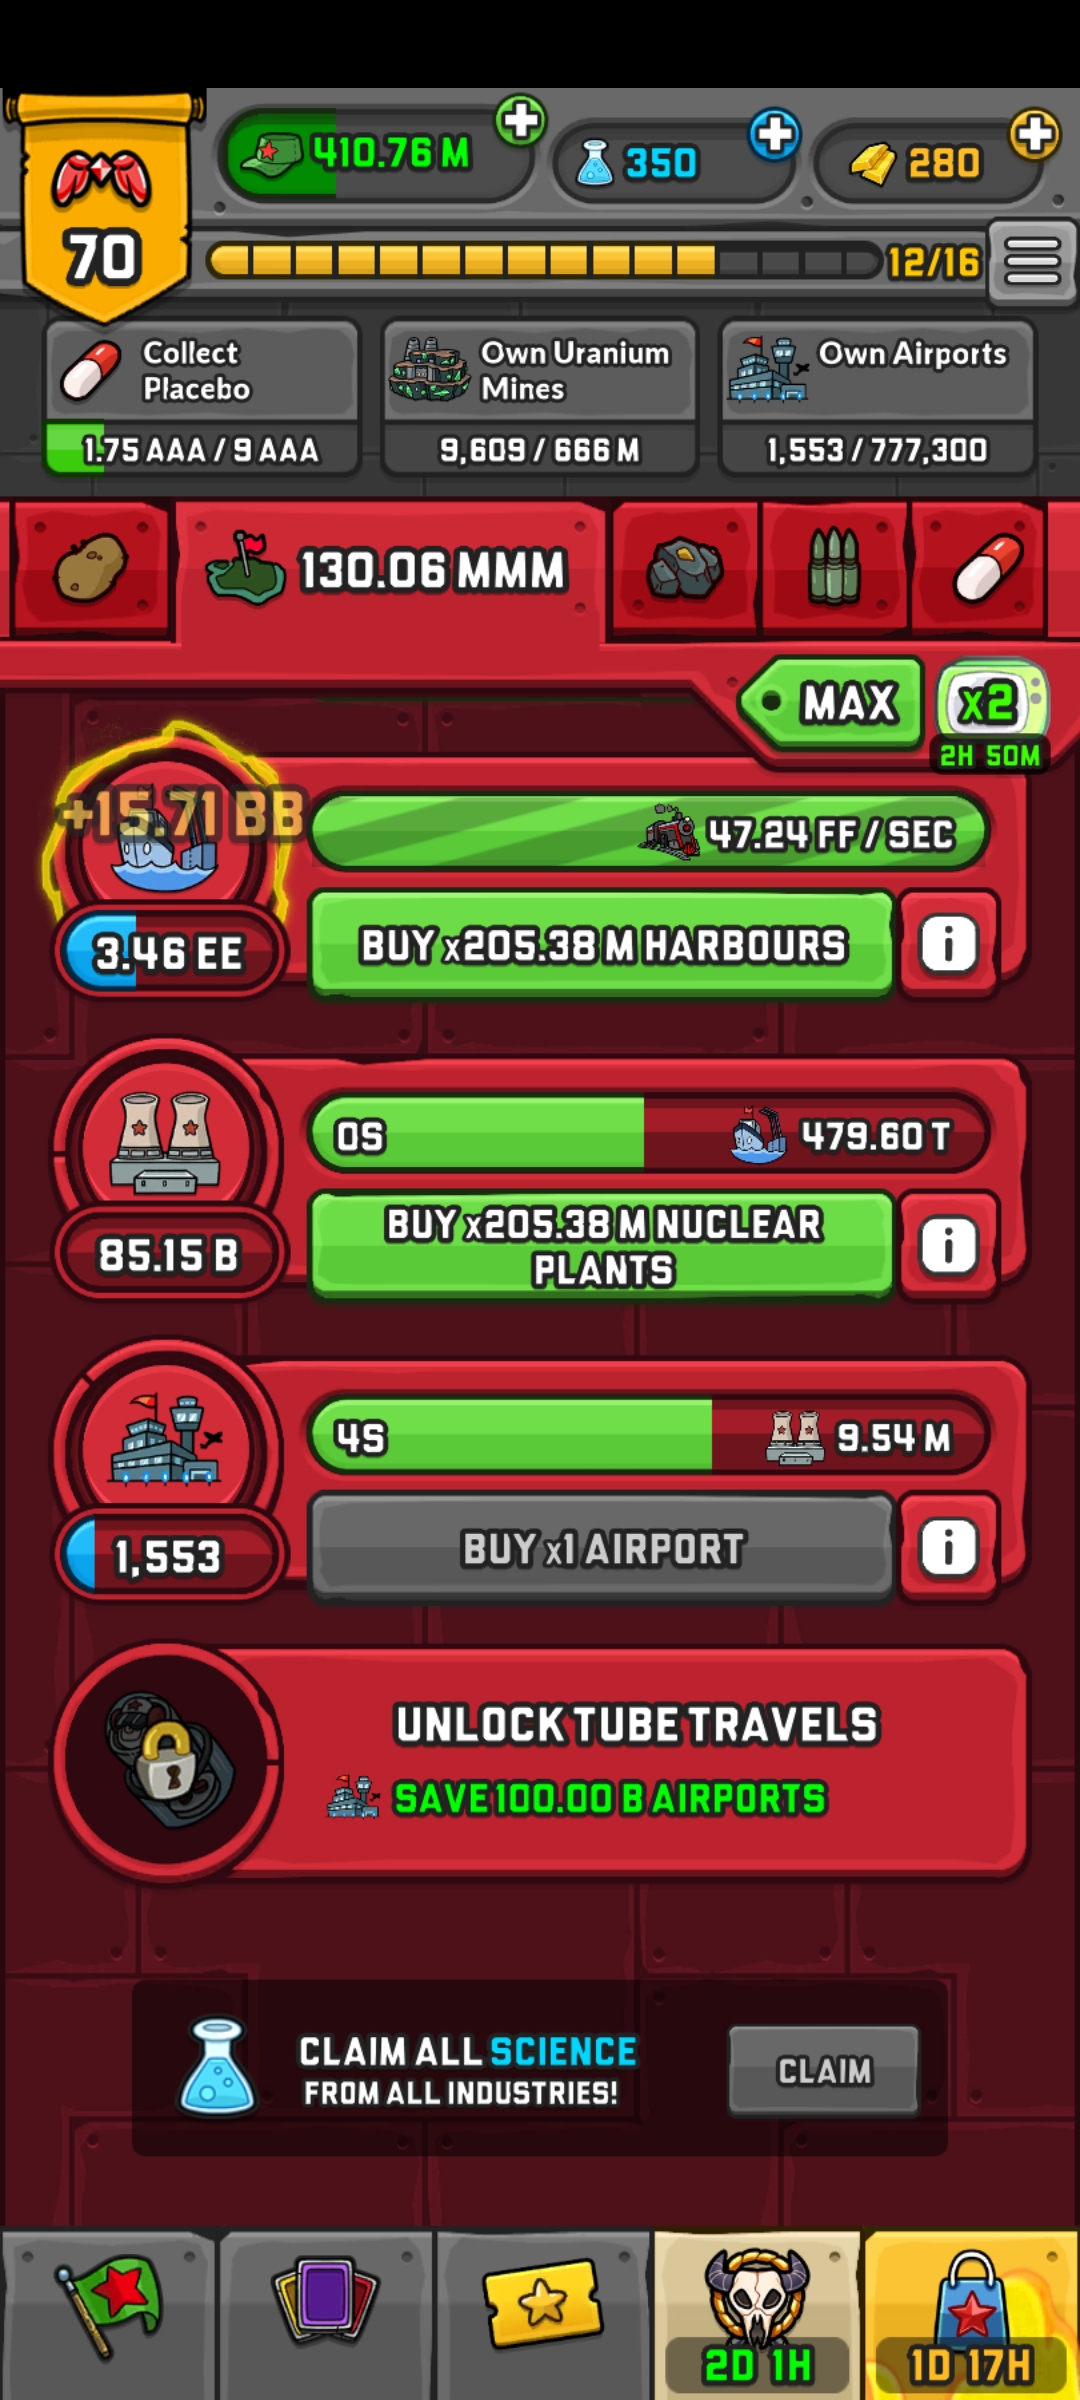 70
410.76 M
350
280
12/16
Collect
Placebo
1.75 AAA / 9 AAA
Own Uranium
Mines
9,609 / 666 M
Own Airports
1,553 / 777,300
130.06 MMM
MAX
x2
2H 50M
+15.71 BB
47.24 FF / SEC
3.46 EE
BUY x205.38 M HARBOURS
i
0S
479.60 T
85.15 B
BUY x205.38 M NUCLEAR
PLANTS
i
4S
9.54 M
1,553
BUY x1 AIRPORT
i
UNLOCK TUBE TRAVELS
SAVE 100.00 B AIRPORTS
CLAIM ALL SCIENCE
FROM ALL INDUSTRIES!
CLAIM
2D 1H
1D 17H